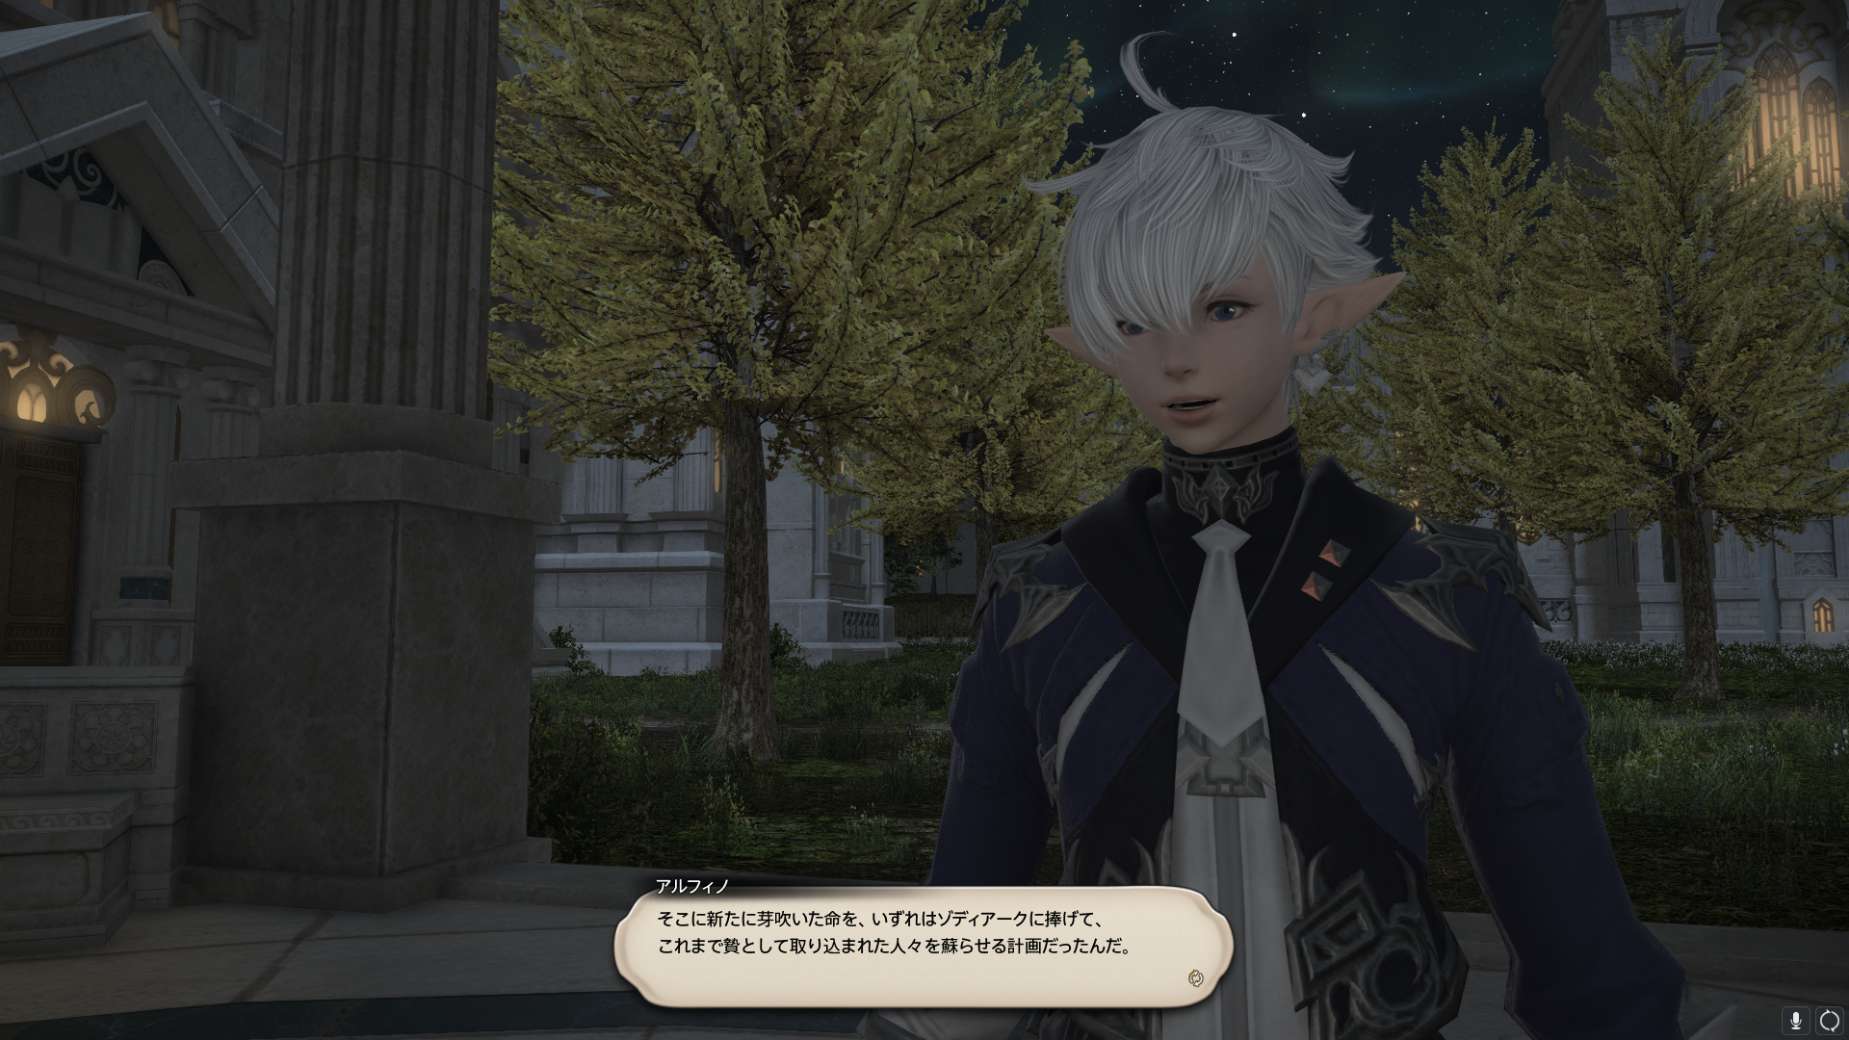 アルフィノ
そこに新たに芽吹いた命を、いずれはゾディアークに捧げて、
これまで贄として取り込まれた人々を蘇らせる計画だったんだ。